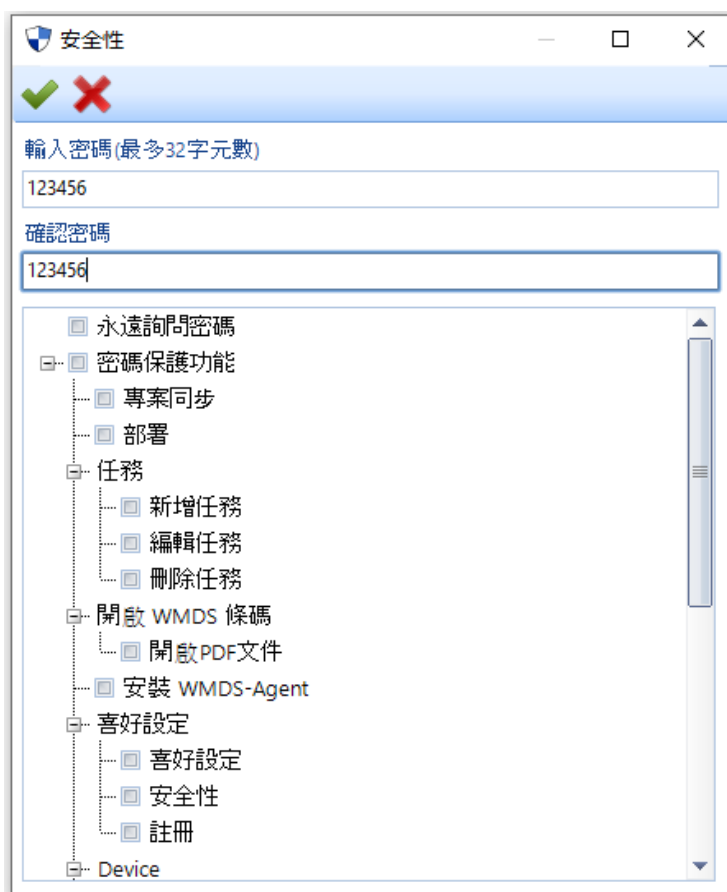 安全性
輸入密碼(最多32字元數)
123456
確認密碼
123456
永遠詢問密碼
密碼保護功能
專案同步
部署
任務
新增任務
編輯任務
刪除任務
開啟 WMDS 條碼
開啟PDF文件
安裝 WMDS-Agent
喜好設定
喜好設定
安全性
註冊
Device